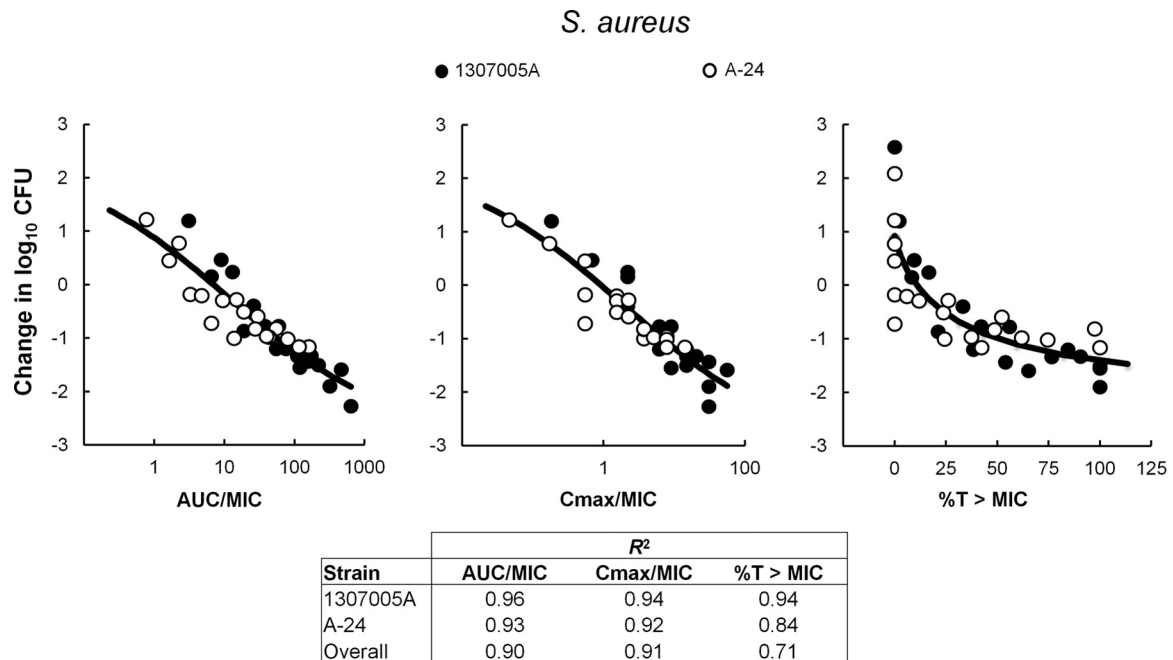 S. aureus
1307005A
A-24
Change in log10 CFU
3
2
1
0
-1
-2
-3
1
10
100
1000
AUC/MIC
3
2
1
0
-1
-2
-3
1
100
Cmax/MIC
3
2
1
0
-1
-2
-3
0
25
50
75
100
125
%T > MIC
R²
Strain AUC/MIC Cmax/MIC %T > MIC
1307005A 0.96 0.94 0.94
A-24 0.93 0.92 0.84
Overall 0.90 0.91 0.71